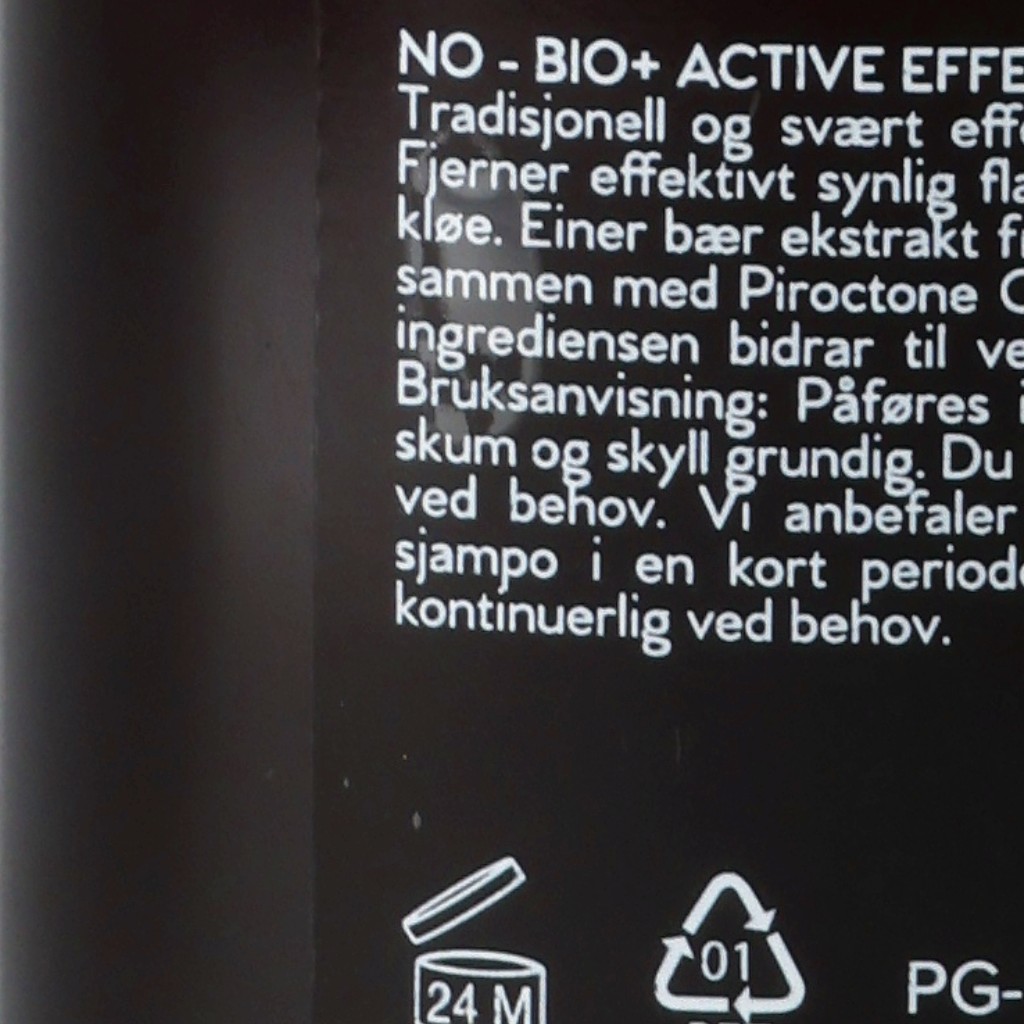 NO - BIO+ ACTIVE EFFE
Tradisjonell og svært eff
Fjerner effektivt synlig fla
kløe. Einer bær ekstrakt fr
sammen med Piroctone
ingrediensen bidrar til ve
Bruksanvisning: Påføres
skum og skyll grundig. Du
ved behov. Vi anbefaler
sjampo i en kort period
kontinuerlig ved behov.
01
PG-
24 M